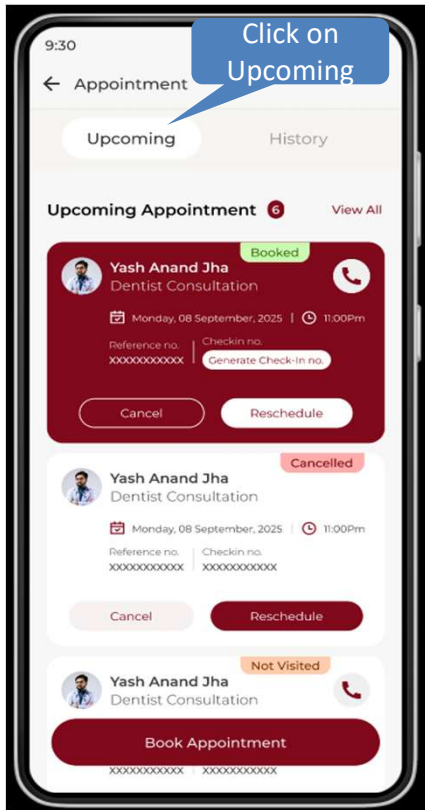 9:30
Click on
Upcoming
← Appointment
Upcoming History
Upcoming Appointment 6 View All
Booked
Yash Anand Jha
Dentist Consultation
Monday, 08 September, 2025 | 11:00Pm
Reference no. Checkin no.
XXXXXXXXXXX Generate Check-In no.
Cancel Reschedule
Cancelled
Yash Anand Jha
Dentist Consultation
Monday, 08 September, 2025 | 11:00Pm
Reference no. Checkin no.
XXXXXXXXXXX XXXXXXXXXXX
Cancel Reschedule
Not Visited
Yash Anand Jha
Dentist Consultation
Book Appointment
XXXXXXXXXXX XXXXXXXXXXX